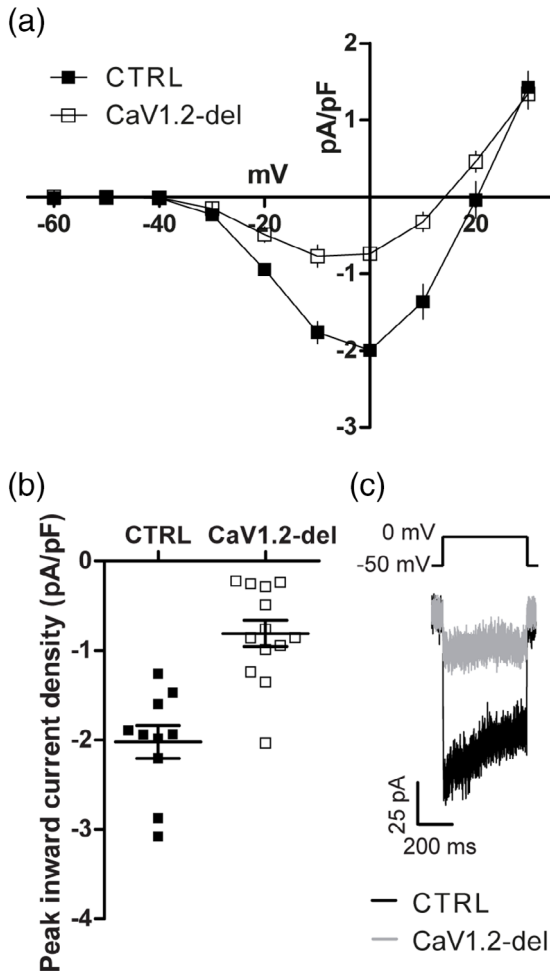 (a)
CTRL
CaV1.2-del
pA/pF
mV
2
1
-60 -40 -20 20
-1
-2
-3
(b)
CTRL CaV1.2-del
Peak inward current density (pA/pF)
0
-1
-2
-3
-4
(c)
0 mV
-50 mV
25 pA
200 ms
CTRL
CaV1.2-del